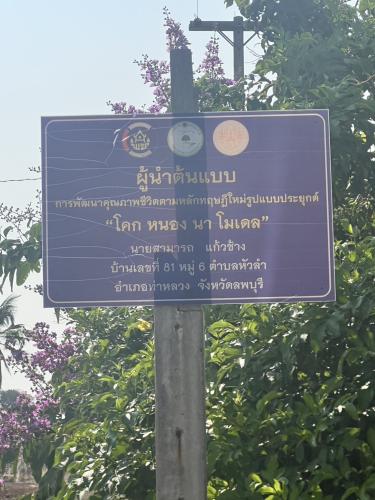 ผู้นำต้นแบบ
การพัฒนาคุณภาพชีวิตตามหลักทฤษฎีใหม่รูปแบบประยุกต์
“โคก หนอง นา โมเดล”
นายสามารถ แก้วช้าง
บ้านเลขที่ 81 หมู่ 6 ตำบลหัวลำ
อำเภอท่าหลวง จังหวัดลพบุรี